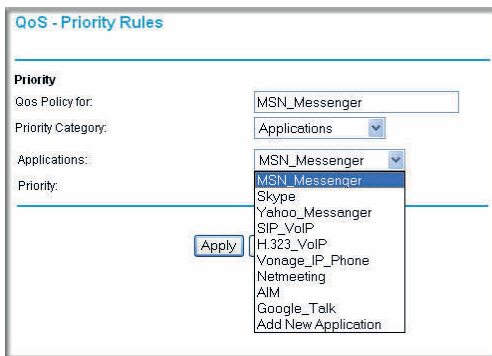 QoS - Priority Rules
Priority
Qos Policy for:
MSN_Messenger
Priority Category:
Applications
Applications:
MSN_Messenger
Priority:
MSN_Messenger
Skype
Yahoo_Messanger
SIP_VoIP
H.323_VoIP
Vonage_IP_Phone
Netmeeting
AIM
Google_Talk
Add New Application
Apply